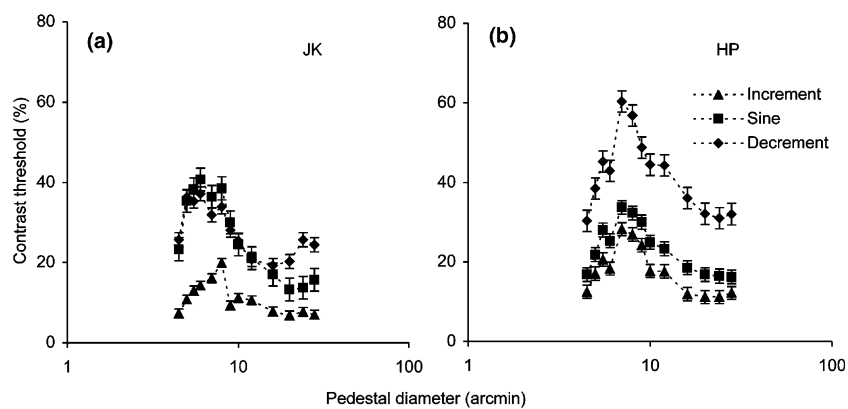 (a) JK
80
60
40
20
0
1 10 100
Contrast threshold (%)
(b) HP
80
60
40
20
0
1 10 100
Increment
Sine
Decrement
Pedestal diameter (arcmin)